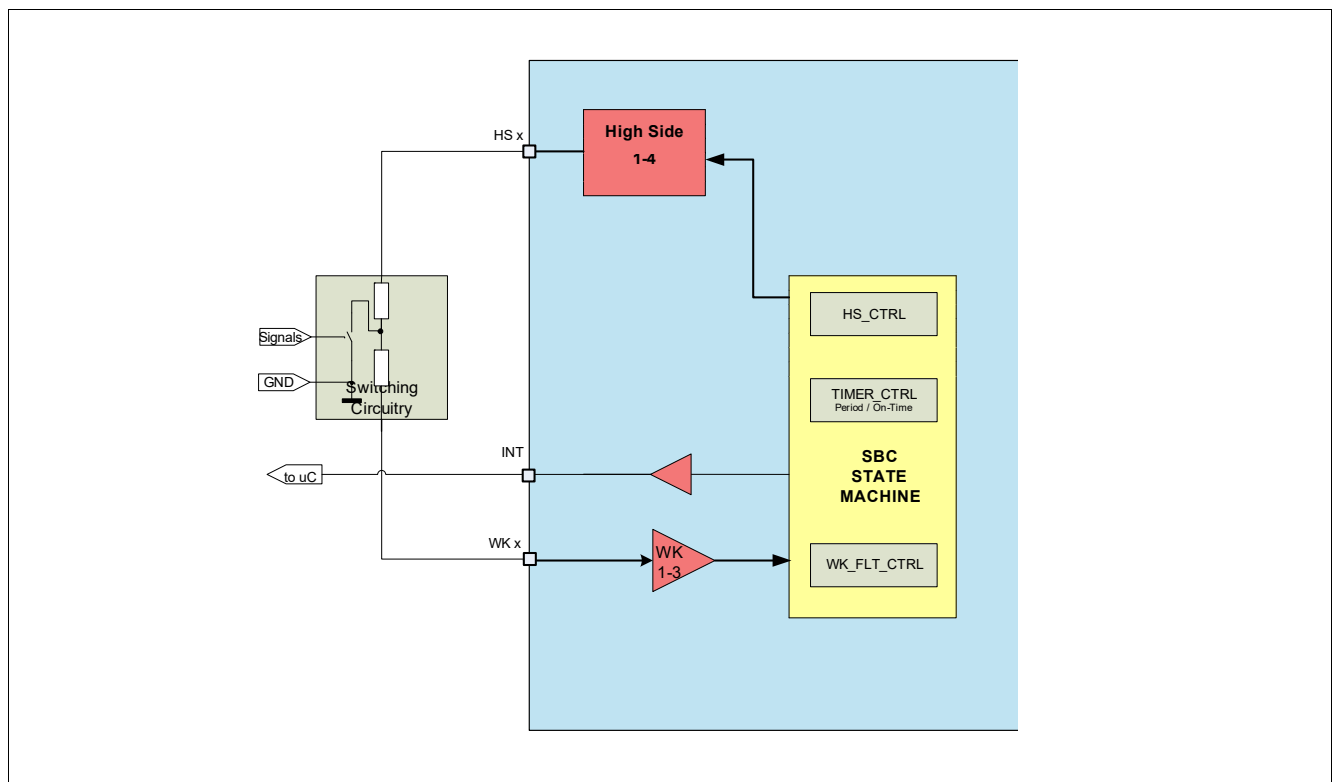 HS x
High Side
1-4
HS_CTRL
Signals
GND
Switching
Circuitry
TIMER_CTRL
Period / On-Time
SBC
STATE
MACHINE
INT
to uC
WK x
WK
1-3
WK_FLT_CTRL